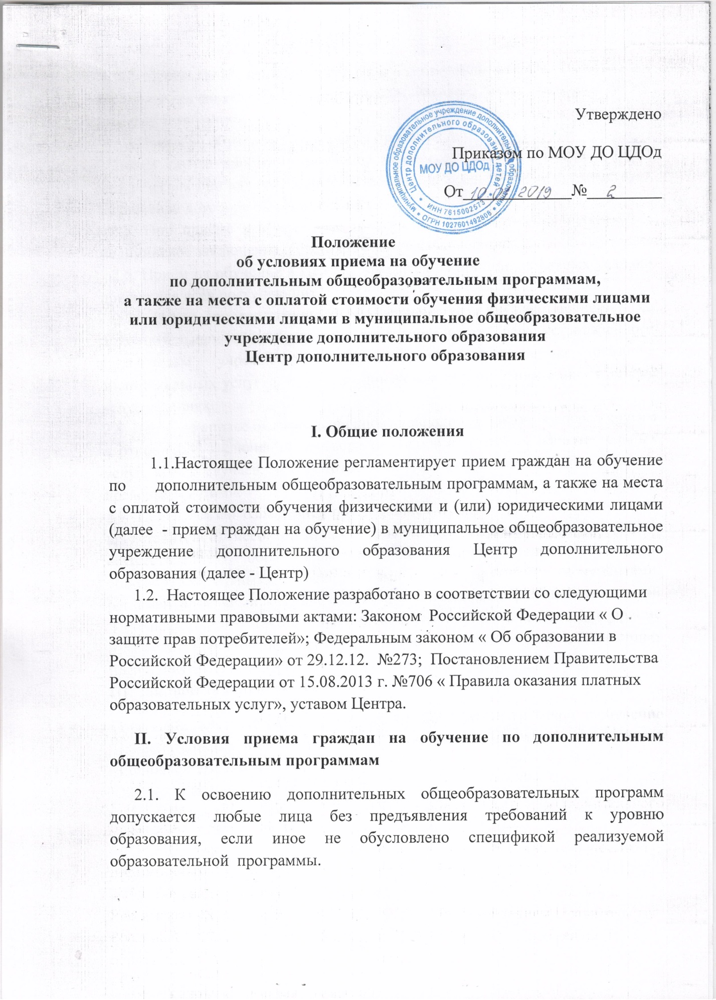 Утверждено
Приказом по МОУ ДО ЦДОд
От 10.01 2019 № 2
муниципальное образовательное учреждение дополнительного образования
* ОГРН 1027601492808 *
Центр дополнительного образования детей
* ИНН 7615002573 *
МОУ ДО ЦДОд
Положение
об условиях приема на обучение
по дополнительным общеобразовательным программам,
а также на места с оплатой стоимости обучения физическими лицами
или юридическими лицами в муниципальное общеобразовательное
учреждение дополнительного образования
Центр дополнительного образования
I. Общие положения
1.1.Настоящее Положение регламентирует прием граждан на обучение
по дополнительным общеобразовательным программам, а также на места
с оплатой стоимости обучения физическими и (или) юридическими лицами
(далее - прием граждан на обучение) в муниципальное общеобразовательное
учреждение дополнительного образования Центр дополнительного
образования (далее - Центр)
1.2. Настоящее Положение разработано в соответствии со следующими
нормативными правовыми актами: Законом Российской Федерации « О
защите прав потребителей»; Федеральным законом « Об образовании в
Российской Федерации» от 29.12.12. №273; Постановлением Правительства
Российской Федерации от 15.08.2013 г. №706 « Правила оказания платных
образовательных услуг», уставом Центра.
II. Условия приема граждан на обучение по дополнительным
общеобразовательным программам
2.1. К освоению дополнительных общеобразовательных программ
допускается любые лица без предъявления требований к уровню
образования, если иное не обусловлено спецификой реализуемой
образовательной программы.